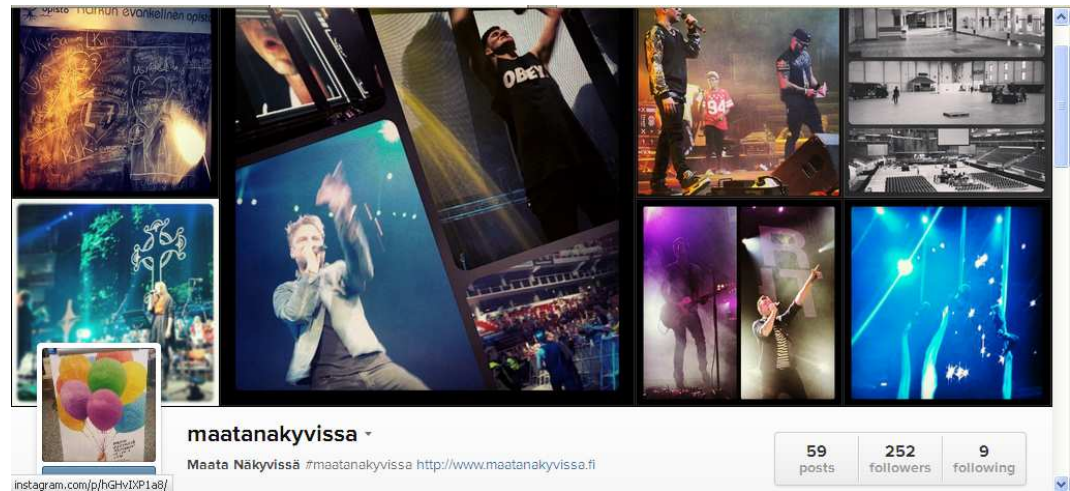 opisto Harkun evankelinen opisto
OBEY
94
maatanakyvissa
Maata Näkyvissä #maatanakyvissa http://www.maatanakyvissa.fi
59 252 9
posts followers following
instagram.com/p/hGHvIXP1a8/